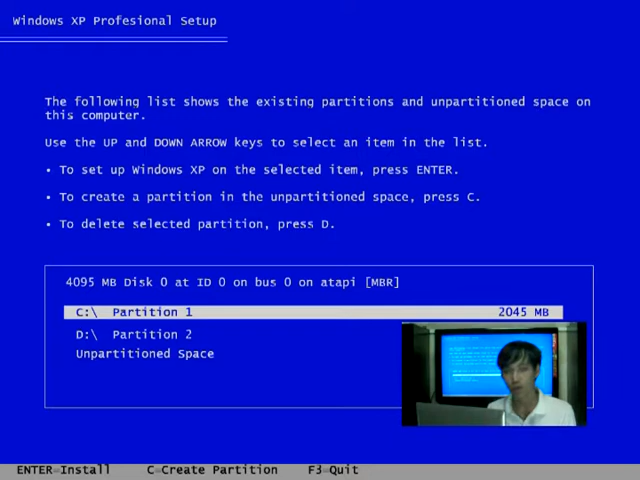 Windows XP Profesional Setup
The following list shows the existing partitions and unpartitioned space on
this computer.
Use the UP and DOWN ARROW keys to select an item in the list.
• To set up Windows XP on the selected item, press ENTER.
• To create a partition in the unpartitioned space, press C.
• To delete selected partition, press D.
4095 MB Disk 0 at ID 0 on bus 0 on atapi [MBR]
C:\ Partition 1 2045 MB
D:\ Partition 2
Unpartitioned Space
ENTER=Install C=Create Partition F3=Quit